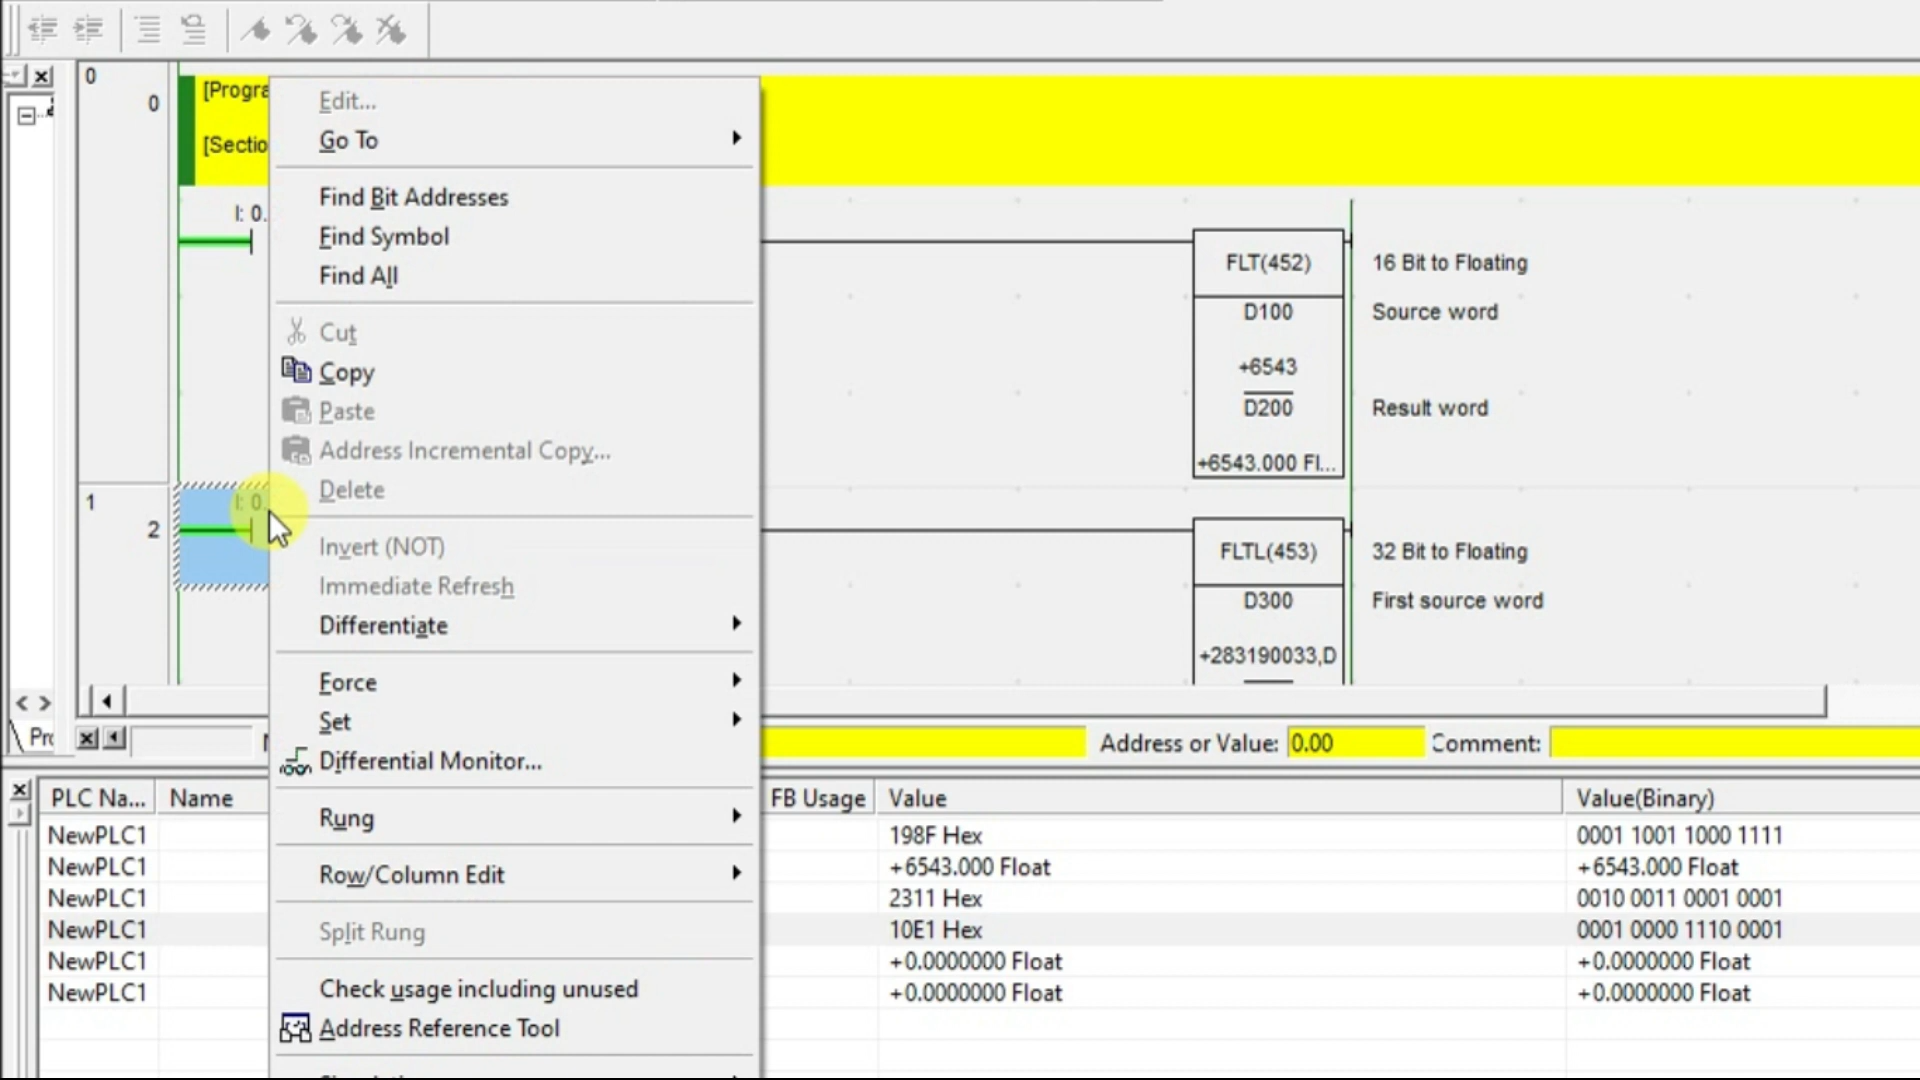 0
0
[Progra
[Sectio
I: 0.
FLT(452)
16 Bit to Floating
D100
Source word
+6543
D200
Result word
+6543.000 Fl...
1
2
I: 0.
FLTL(453)
32 Bit to Floating
D300
First source word
+283190033,D
Edit...
Go To
Find Bit Addresses
Find Symbol
Find All
Cut
Copy
Paste
Address Incremental Copy...
Delete
Invert (NOT)
Immediate Refresh
Differentiate
Force
Set
Differential Monitor...
Rung
Row/Column Edit
Split Rung
Check usage including unused
Address Reference Tool
Address or Value: 0.00 Comment:
PLC Na... Name FB Usage Value Value(Binary)
NewPLC1 198F Hex 0001 1001 1000 1111
NewPLC1 +6543.000 Float +6543.000 Float
NewPLC1 2311 Hex 0010 0011 0001 0001
NewPLC1 10E1 Hex 0001 0000 1110 0001
NewPLC1 +0.0000000 Float +0.0000000 Float
NewPLC1 +0.0000000 Float +0.0000000 Float